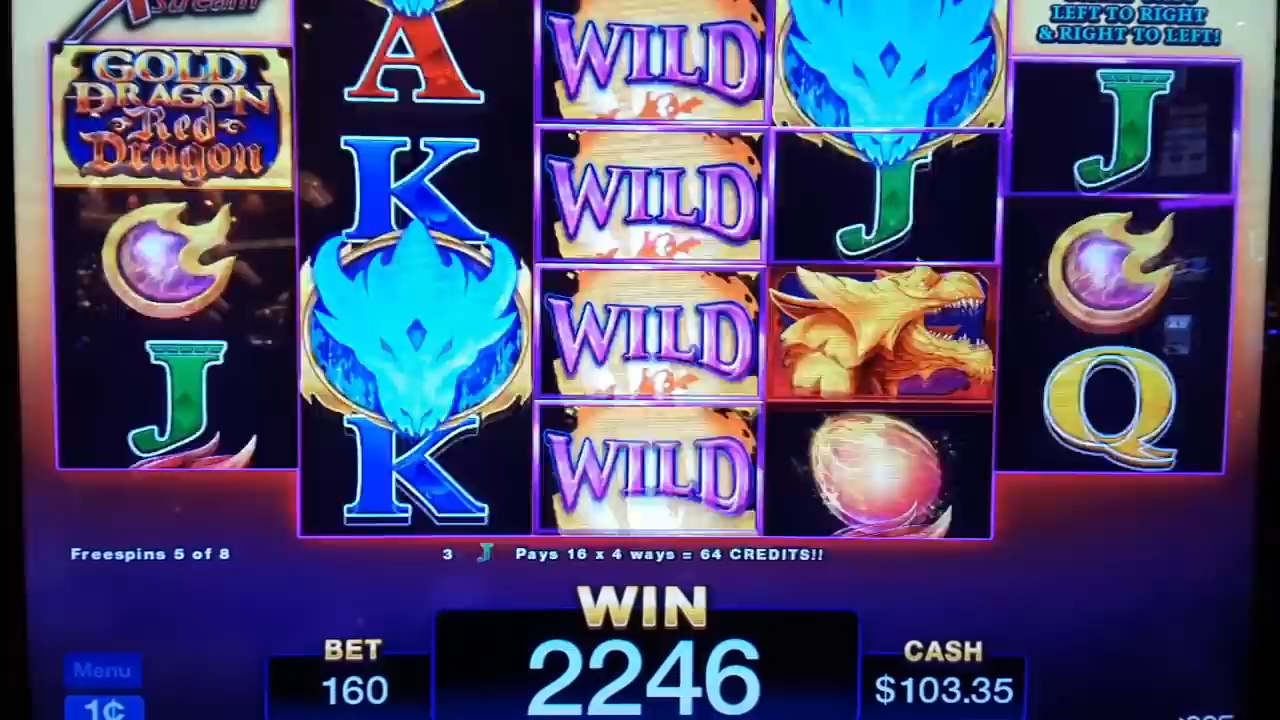 Xtream
LEFT TO RIGHT
& RIGHT TO LEFT!
GOLD
DRAGON
Red
Dragon
A
WILD
J
K
WILD
J
WILD
J
Q
K
WILD
Freespins 5 of 8
3 J Pays 16 x 4 ways = 64 CREDITS!!
WIN
2246
BET
160
CASH
$103.35
Menu
1¢